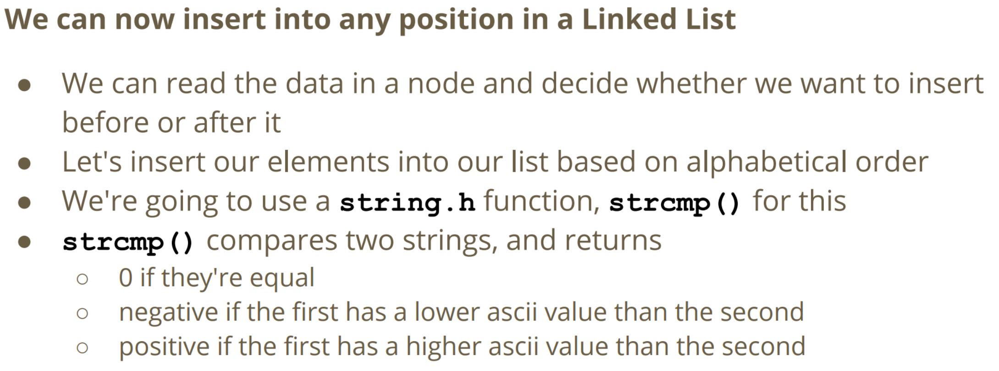 We can now insert into any position in a Linked List
● We can read the data in a node and decide whether we want to insert
before or after it
● Let's insert our elements into our list based on alphabetical order
● We're going to use a string.h function, strcmp() for this
● strcmp() compares two strings, and returns
○ 0 if they're equal
○ negative if the first has a lower ascii value than the second
○ positive if the first has a higher ascii value than the second